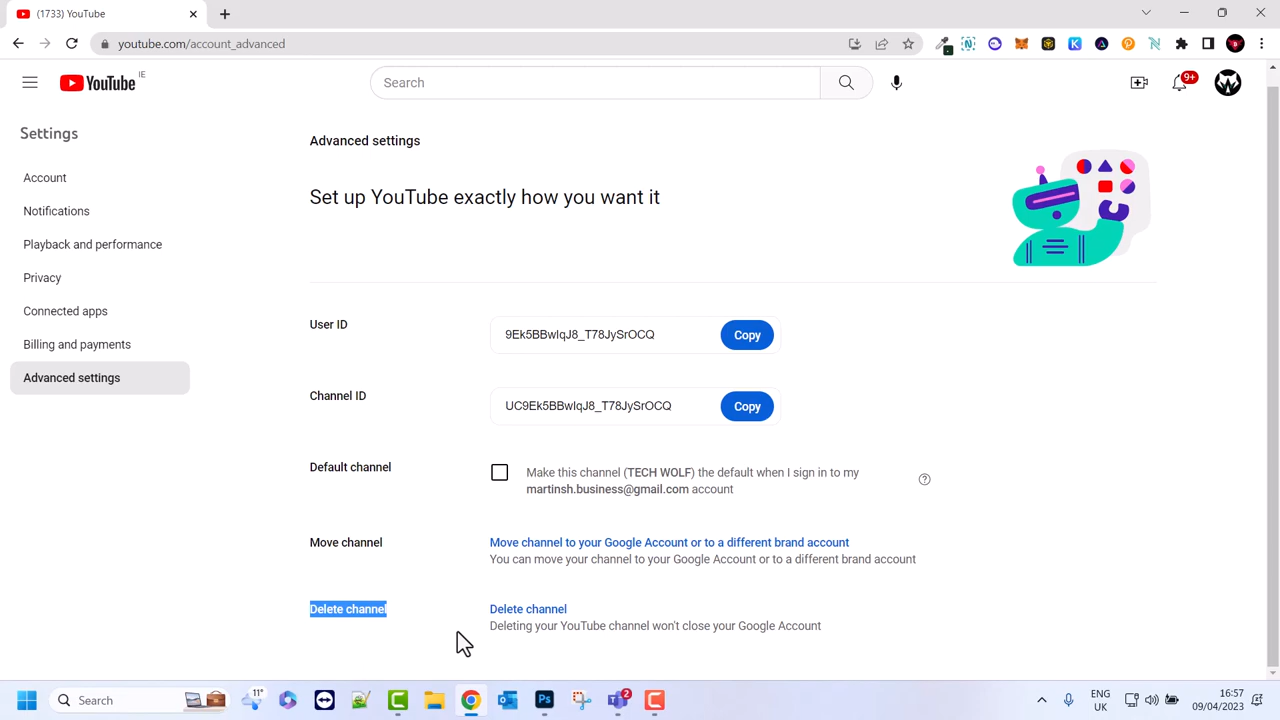 (1733) YouTube
youtube.com/account_advanced
YouTube IE
Search
9+
Settings
Account
Notifications
Playback and performance
Privacy
Connected apps
Billing and payments
Advanced settings
Advanced settings
Set up YouTube exactly how you want it
User ID
9Ek5BBwIqJ8_T78JySrOCQ
Copy
Channel ID
UC9Ek5BBwIqJ8_T78JySrOCQ
Copy
Default channel
Make this channel (TECH WOLF) the default when I sign in to my
martinsh.business@gmail.com account
Move channel
Move channel to your Google Account or to a different brand account
You can move your channel to your Google Account or to a different brand account
Delete channel
Delete channel
Deleting your YouTube channel won't close your Google Account
Search
11°
2
ENG
UK
16:57
09/04/2023